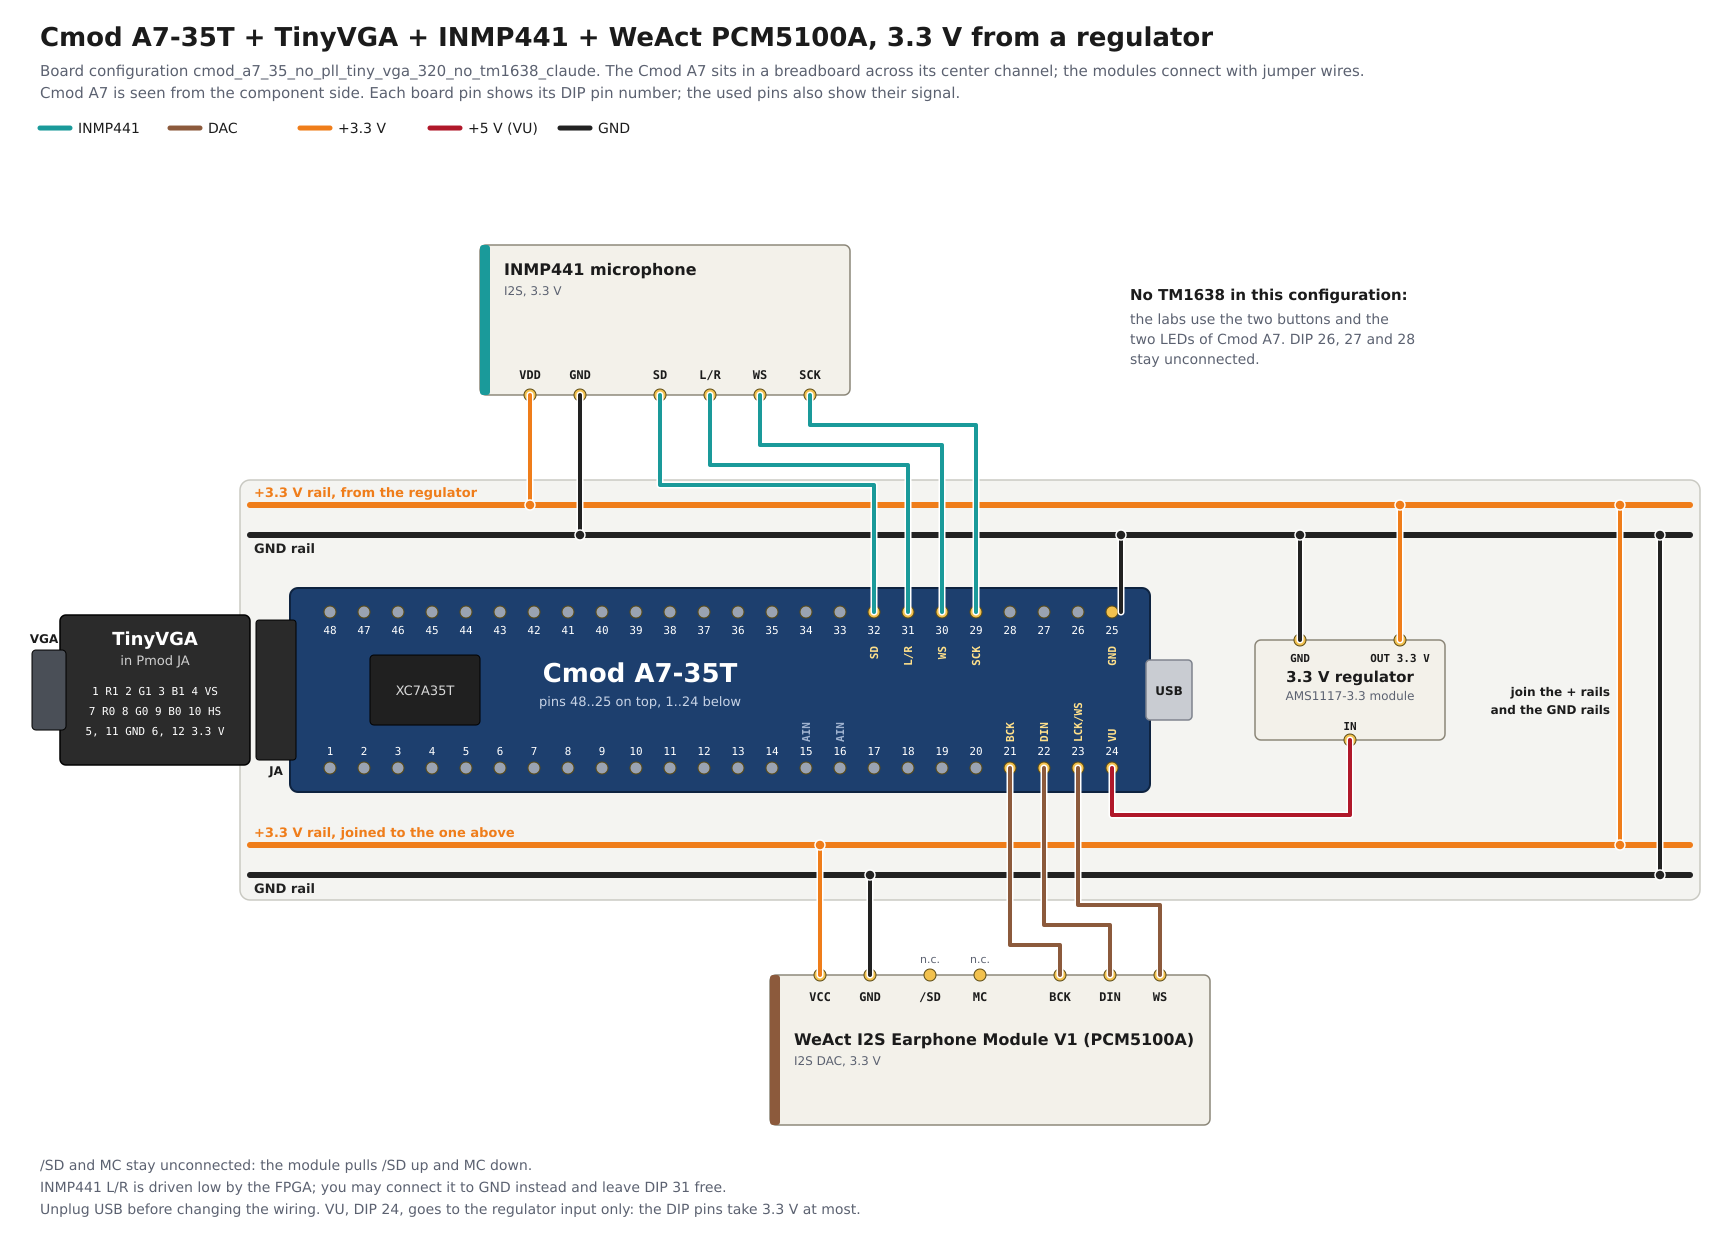 Cmod A7-35T + TinyVGA + INMP441 + WeAct PCM5100A, 3.3 V from a regulator
Board configuration cmod_a7_35_no_pll_tiny_vga_320_no_tm1638_claude. The Cmod A7 sits in a breadboard across its center channel; the modules connect with jumper wires.
Cmod A7 is seen from the component side. Each board pin shows its DIP pin number; the used pins also show their signal.
INMP441 DAC +3.3 V +5 V (VU) GND
INMP441 microphone
I2S, 3.3 V
VDD GND SD L/R WS SCK
No TM1638 in this configuration:
the labs use the two buttons and the
two LEDs of Cmod A7. DIP 26, 27 and 28
stay unconnected.
+3.3 V rail, from the regulator
GND rail
VGA
TinyVGA
in Pmod JA
1 R1 2 G1 3 B1 4 VS
7 R0 8 G0 9 B0 10 HS
5, 11 GND 6, 12 3.3 V
JA
48 47 46 45 44 43 42 41 40 39 38 37 36 35 34 33 32 31 30 29 28 27 26 25
SD L/R WS SCK GND
XC7A35T
Cmod A7-35T
pins 48..25 on top, 1..24 below
USB
AIN AIN BCK DIN LCK/WS VU
1 2 3 4 5 6 7 8 9 10 11 12 13 14 15 16 17 18 19 20 21 22 23 24
GND OUT 3.3 V
3.3 V regulator
AMS1117-3.3 module
IN
join the + rails
and the GND rails
+3.3 V rail, joined to the one above
GND rail
n.c. n.c.
VCC GND /SD MC BCK DIN WS
WeAct I2S Earphone Module V1 (PCM5100A)
I2S DAC, 3.3 V
/SD and MC stay unconnected: the module pulls /SD up and MC down.
INMP441 L/R is driven low by the FPGA; you may connect it to GND instead and leave DIP 31 free.
Unplug USB before changing the wiring. VU, DIP 24, goes to the regulator input only: the DIP pins take 3.3 V at most.